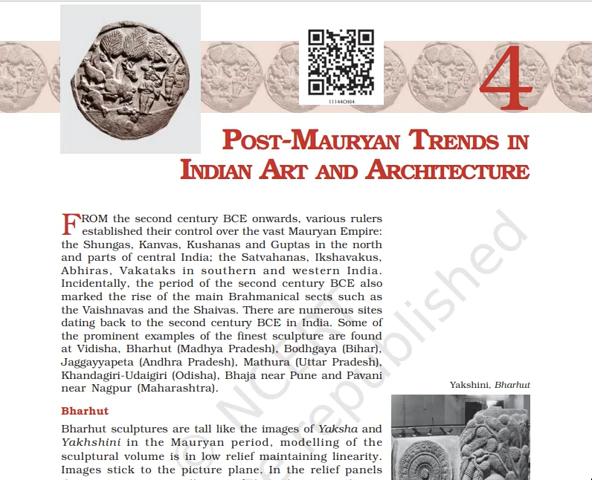 4
11144CH04
POST-MAURYAN TRENDS IN
INDIAN ART AND ARCHITECTURE
FROM the second century BCE onwards, various rulers
established their control over the vast Mauryan Empire:
the Shungas, Kanvas, Kushanas and Guptas in the north
and parts of central India; the Satvahanas, Ikshavakus,
Abhiras, Vakataks in southern and western India.
Incidentally, the period of the second century BCE also
marked the rise of the main Brahmanical sects such as
the Vaishnavas and the Shaivas. There are numerous sites
dating back to the second century BCE in India. Some of
the prominent examples of the finest sculpture are found
at Vidisha, Bharhut (Madhya Pradesh), Bodhgaya (Bihar),
Jaggayyapeta (Andhra Pradesh), Mathura (Uttar Pradesh),
Khandagiri-Udaigiri (Odisha), Bhaja near Pune and Pavani
near Nagpur (Maharashtra).
Yakshini, Bharhut
Bharhut
Bharhut sculptures are tall like the images of Yaksha and
Yakhshini in the Mauryan period, modelling of the
sculptural volume is in low relief maintaining linearity.
Images stick to the picture plane. In the relief panels
© NCERT
republished